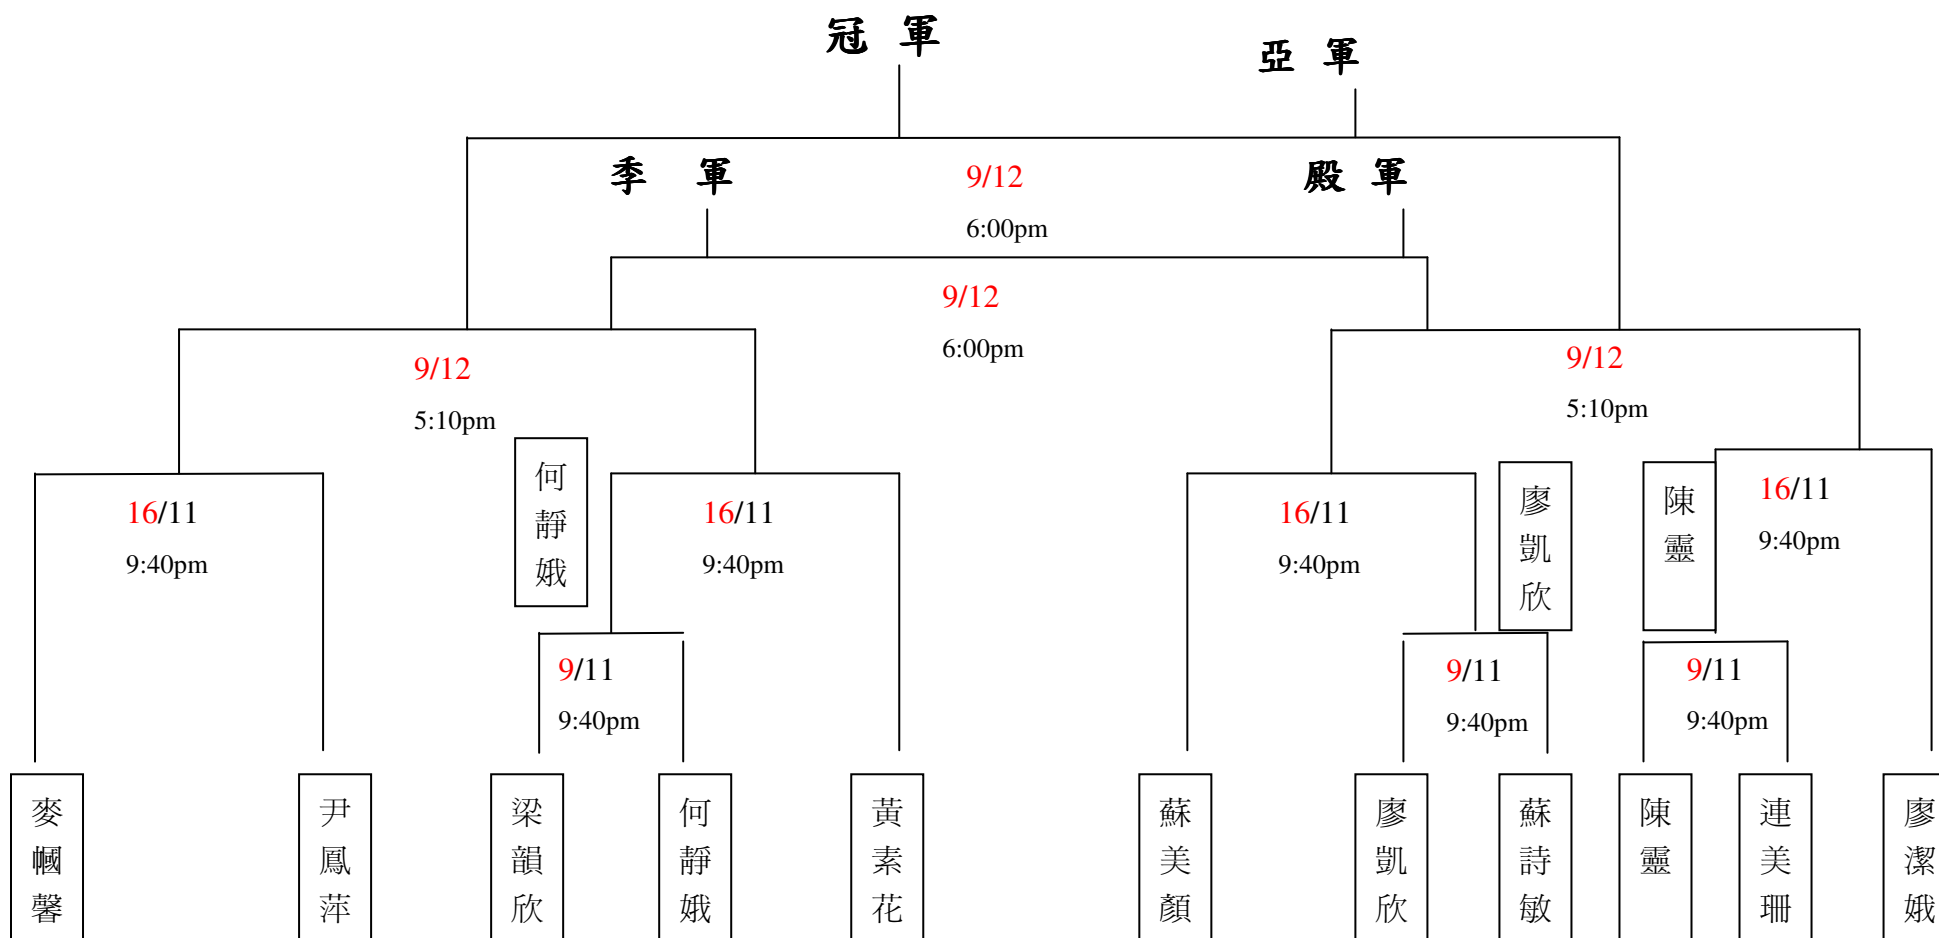 冠 軍
亞 軍
季 軍
9/12
殿 軍
6:00pm
9/12
6:00pm
9/12
5:10pm
9/12
5:10pm
何靜娥
廖凱欣
陳靈
16/11
9:40pm
16/11
9:40pm
16/11
9:40pm
16/11
9:40pm
9/11
9:40pm
9/11
9:40pm
9/11
9:40pm
麥幗馨
尹鳳萍
梁韻欣
何靜娥
黃素花
蘇美顏
廖凱欣
蘇詩敏
陳靈
連美珊
廖潔娥